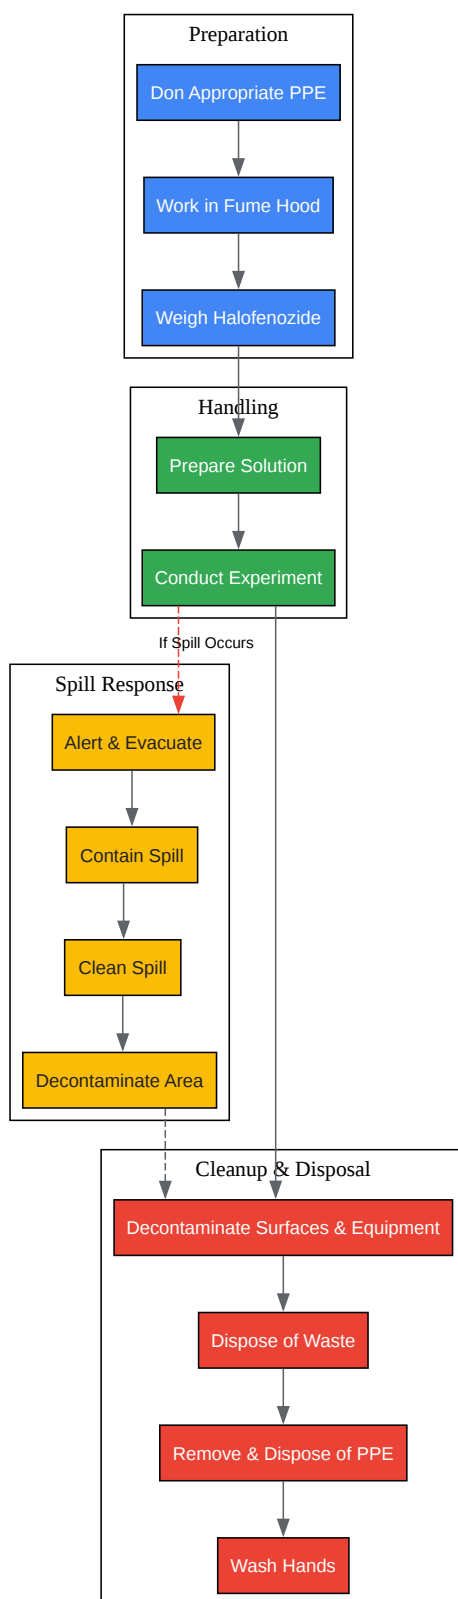 Preparation
Don Appropriate PPE
Work in Fume Hood
Weigh Halofenozide
Handling
Prepare Solution
Conduct Experiment
If Spill Occurs
Spill Response
Alert & Evacuate
Contain Spill
Clean Spill
Decontaminate Area
Cleanup & Disposal
Decontaminate Surfaces & Equipment
Dispose of Waste
Remove & Dispose of PPE
Wash Hands